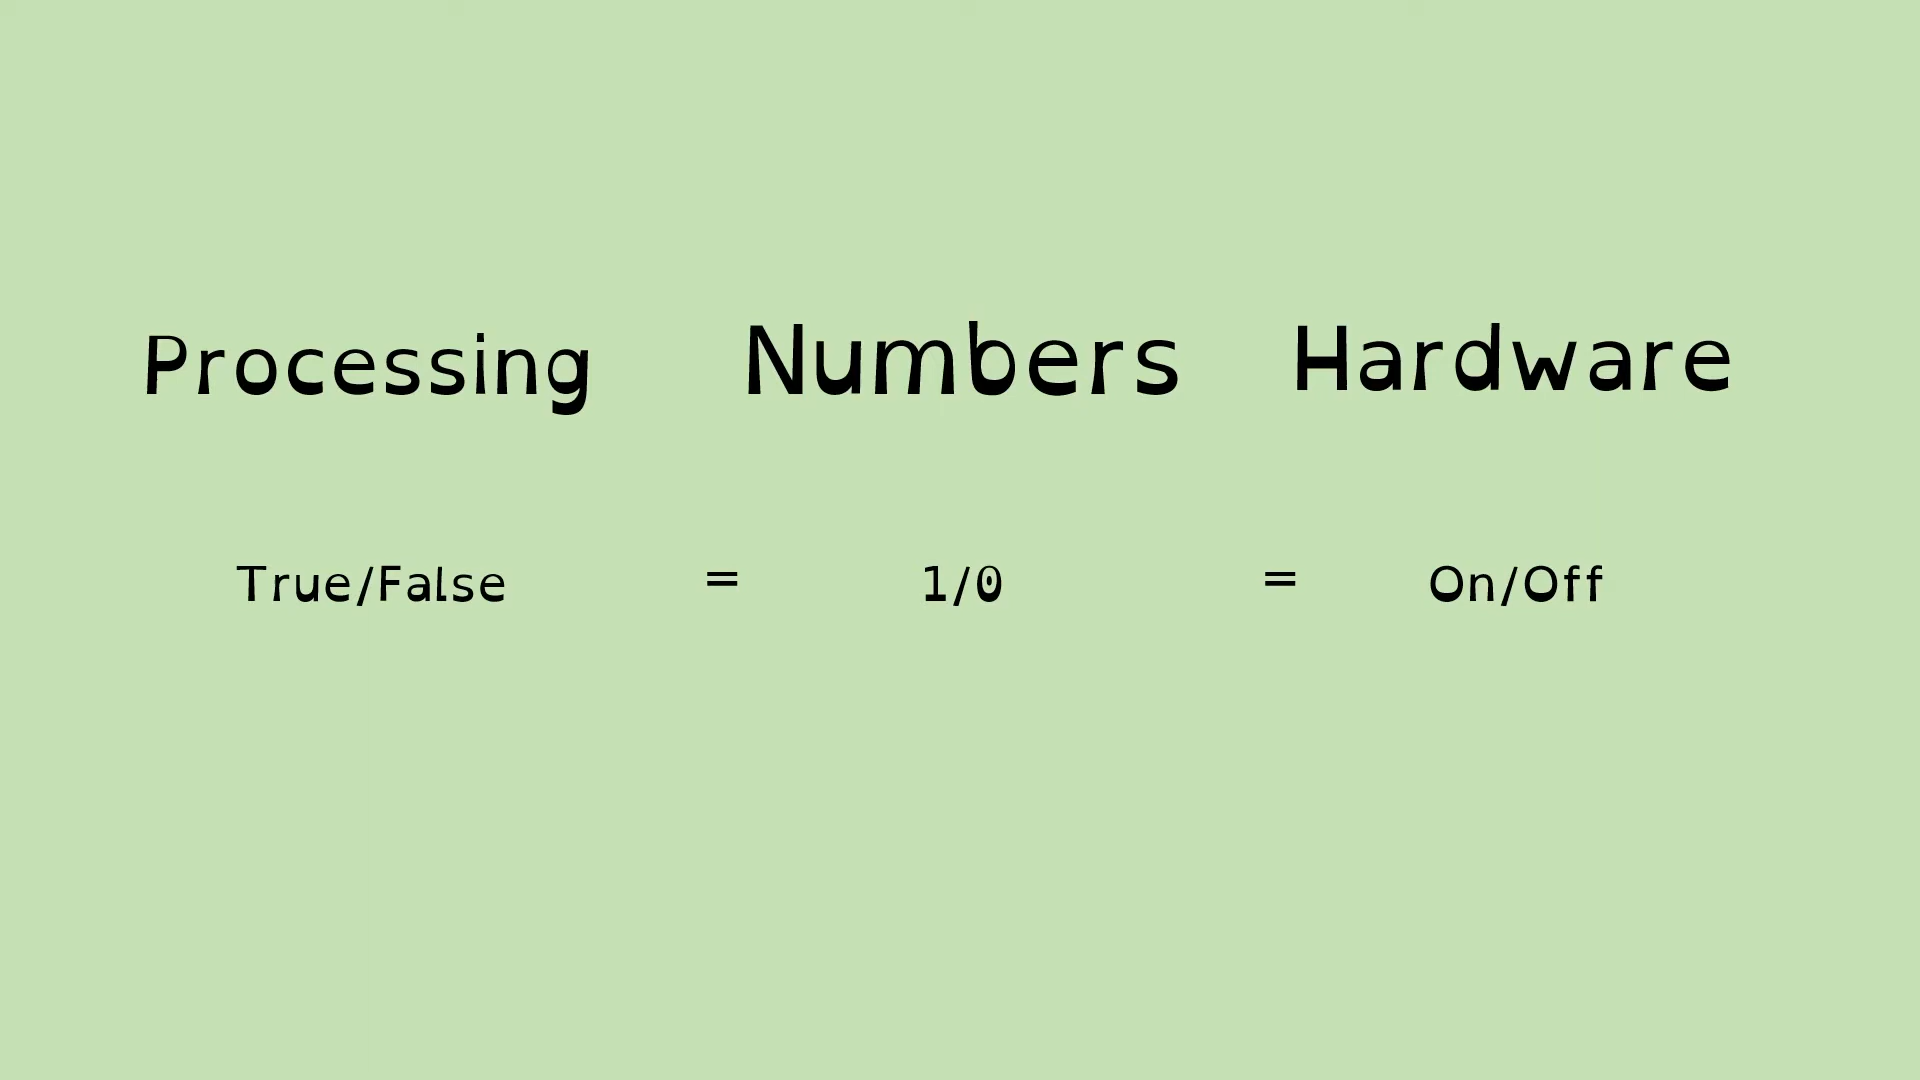 Processing Numbers Hardware
True/False = 1/0 = On/Off